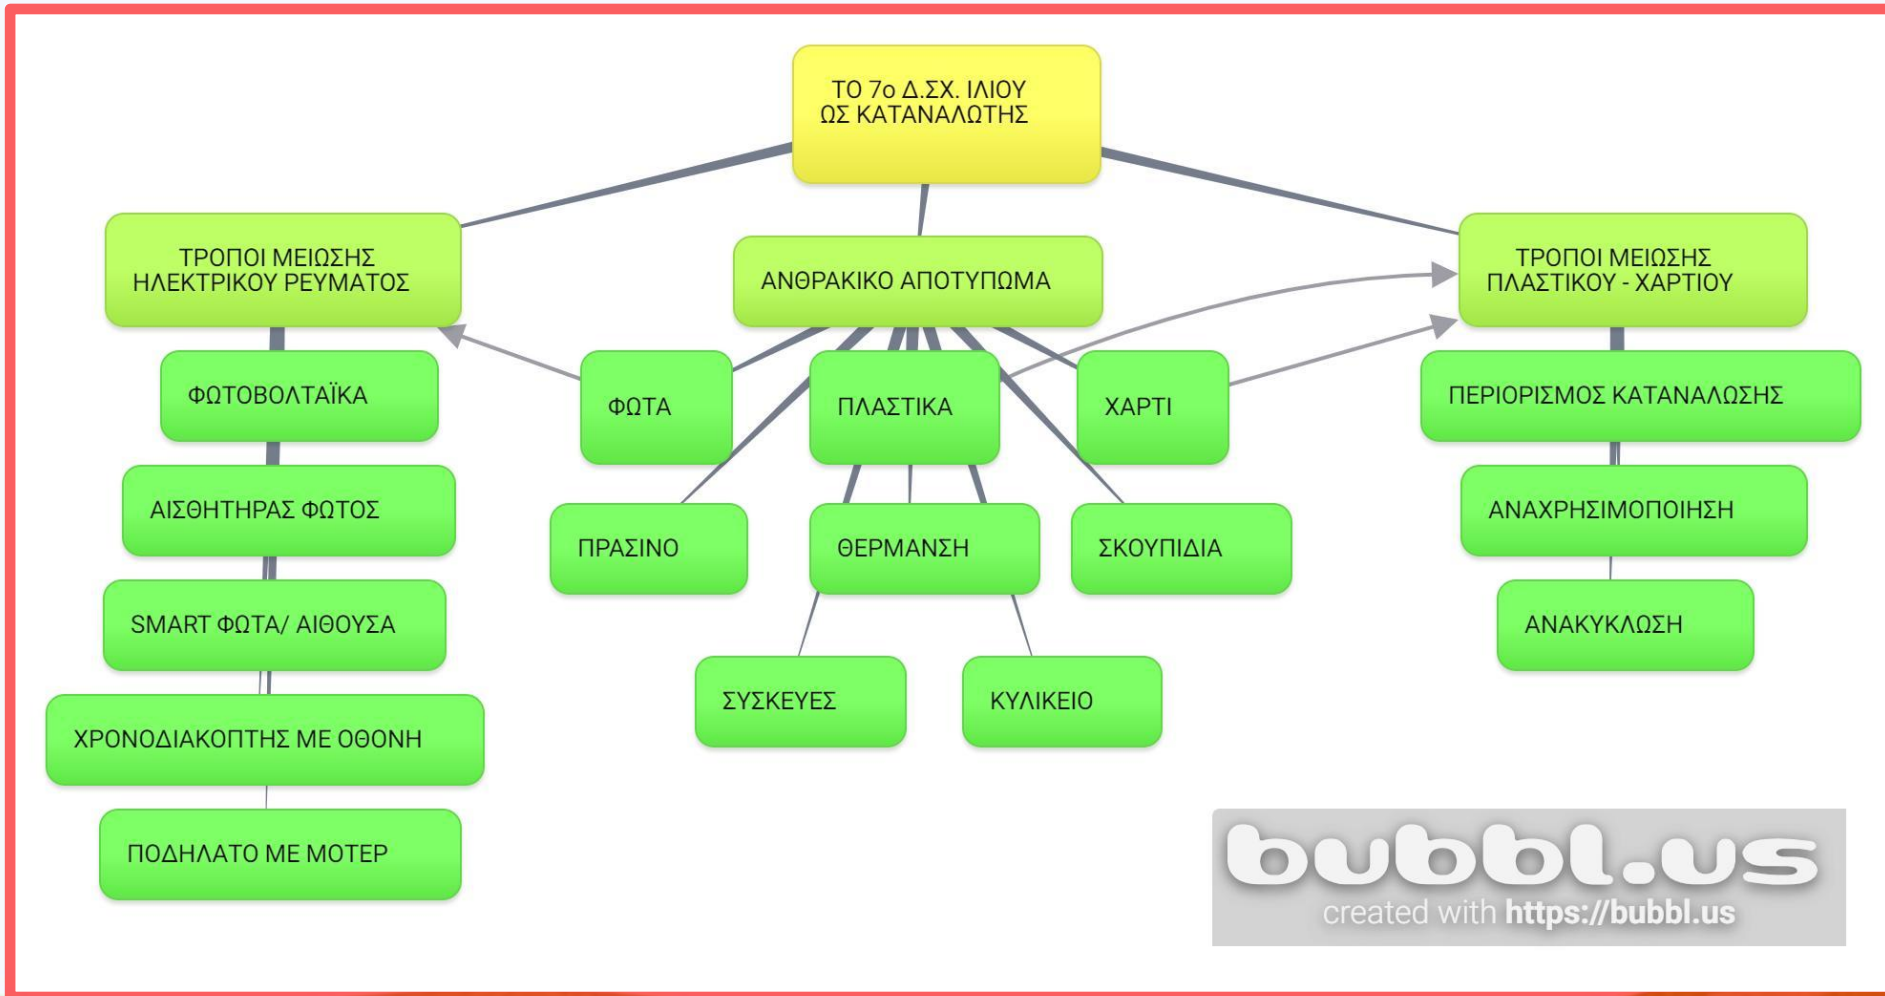 ΤΟ 7ο Δ.ΣΧ. ΙΛΙΟΥ
ΩΣ ΚΑΤΑΝΑΛΩΤΗΣ
ΤΡΟΠΟΙ ΜΕΙΩΣΗΣ
ΗΛΕΚΤΡΙΚΟΥ ΡΕΥΜΑΤΟΣ
ΦΩΤΟΒΟΛΤΑΪΚΑ
ΑΙΣΘΗΤΗΡΑΣ ΦΩΤΟΣ
SMART ΦΩΤΑ/ ΑΙΘΟΥΣΑ
ΧΡΟΝΟΔΙΑΚΟΠΤΗΣ ΜΕ ΟΘΟΝΗ
ΠΟΔΗΛΑΤΟ ΜΕ ΜΟΤΕΡ
ΑΝΘΡΑΚΙΚΟ ΑΠΟΤΥΠΩΜΑ
ΦΩΤΑ
ΠΛΑΣΤΙΚΑ
ΧΑΡΤΙ
ΠΡΑΣΙΝΟ
ΘΕΡΜΑΝΣΗ
ΣΚΟΥΠΙΔΙΑ
ΣΥΣΚΕΥΕΣ
ΚΥΛΙΚΕΙΟ
ΤΡΟΠΟΙ ΜΕΙΩΣΗΣ
ΠΛΑΣΤΙΚΟΥ - ΧΑΡΤΙΟΥ
ΠΕΡΙΟΡΙΣΜΟΣ ΚΑΤΑΝΑΛΩΣΗΣ
ΑΝΑΧΡΗΣΙΜΟΠΟΙΗΣΗ
ΑΝΑΚΥΚΛΩΣΗ
bubbl.us
created with https://bubbl.us